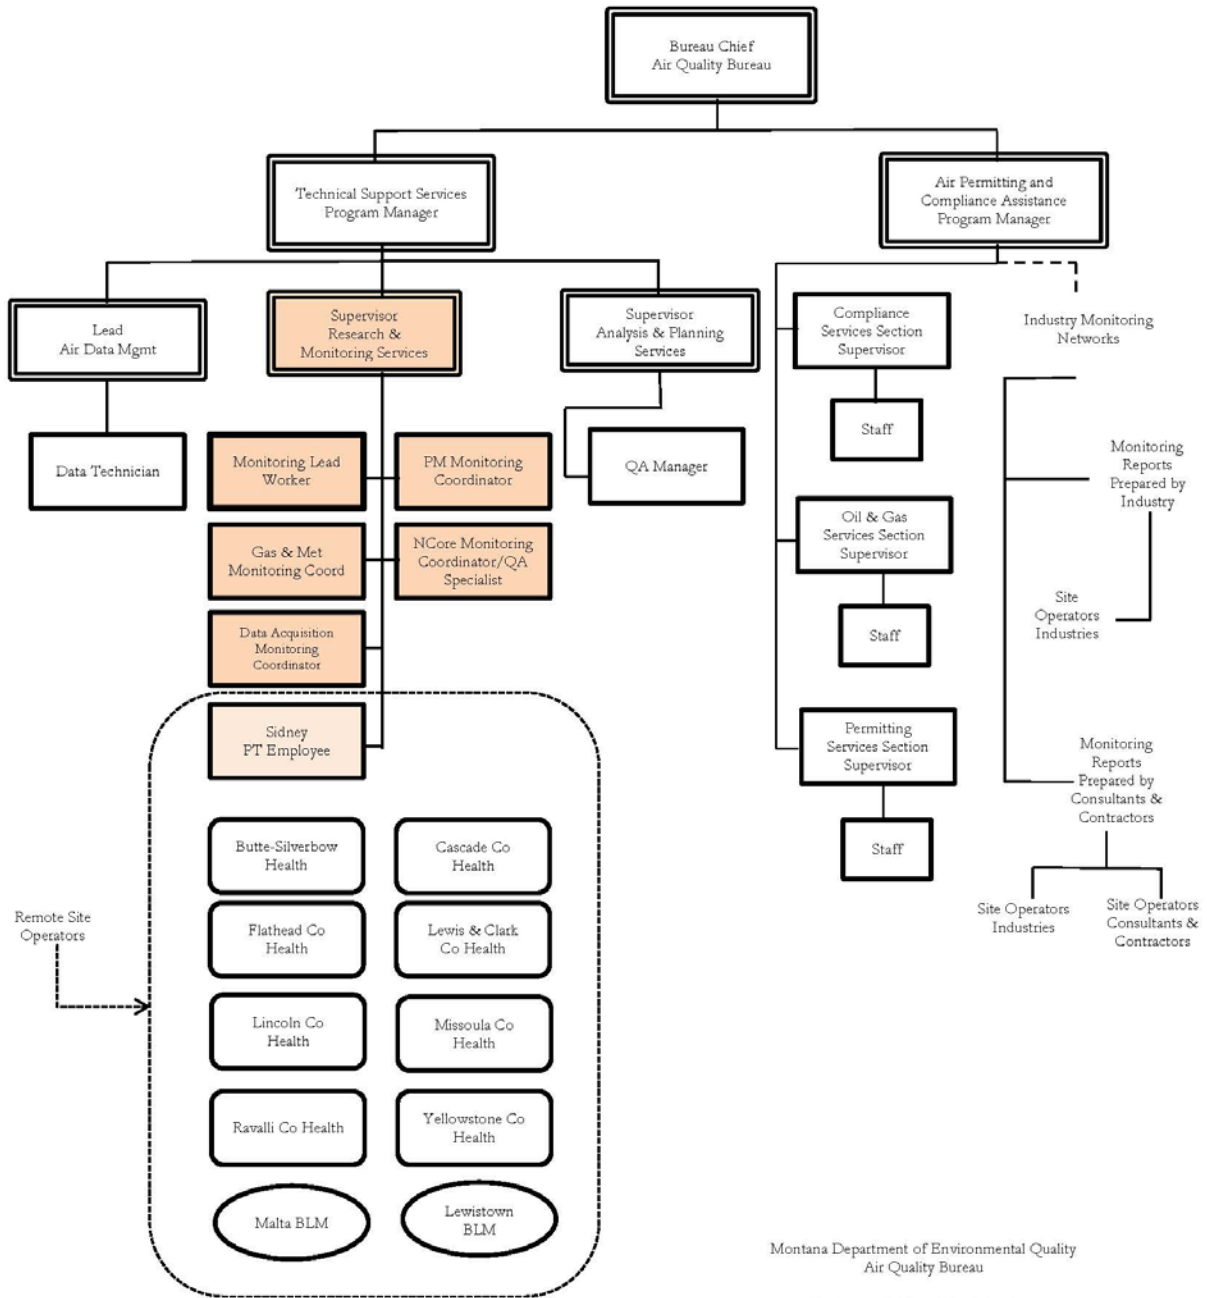 Bureau Chief
Air Quality Bureau
Technical Support Services
Program Manager
Air Permitting and
Compliance Assistance
Program Manager
Lead
Air Data Mgmt
Supervisor
Research &
Monitoring Services
Supervisor
Analysis & Planning
Services
Compliance
Services Section
Supervisor
Industry Monitoring
Networks
Data Technician
Monitoring Lead
Worker
PM Monitoring
Coordinator
QA Manager
Staff
Monitoring
Reports
Prepared by
Industry
Gas & Met
Monitoring Coord
NCore Monitoring
Coordinator/QA
Specialist
Oil & Gas
Services Section
Supervisor
Data Acquisition
Monitoring
Coordinator
Staff
Site
Operators
Industries
Sidney
PT Employee
Permitting
Services Section
Supervisor
Monitoring
Reports
Prepared by
Consultants &
Contractors
Staff
Butte-Silverbow
Health
Cascade Co
Health
Remote Site
Operators
Flathead Co
Health
Lewis & Clark
Co Health
Site Operators
Industries
Site Operators
Consultants &
Contractors
Lincoln Co
Health
Missoula Co
Health
Ravalli Co Health
Yellowstone Co
Health
Malta BLM
Lewistown
BLM
Montana Department of Environmental Quality
Air Quality Bureau